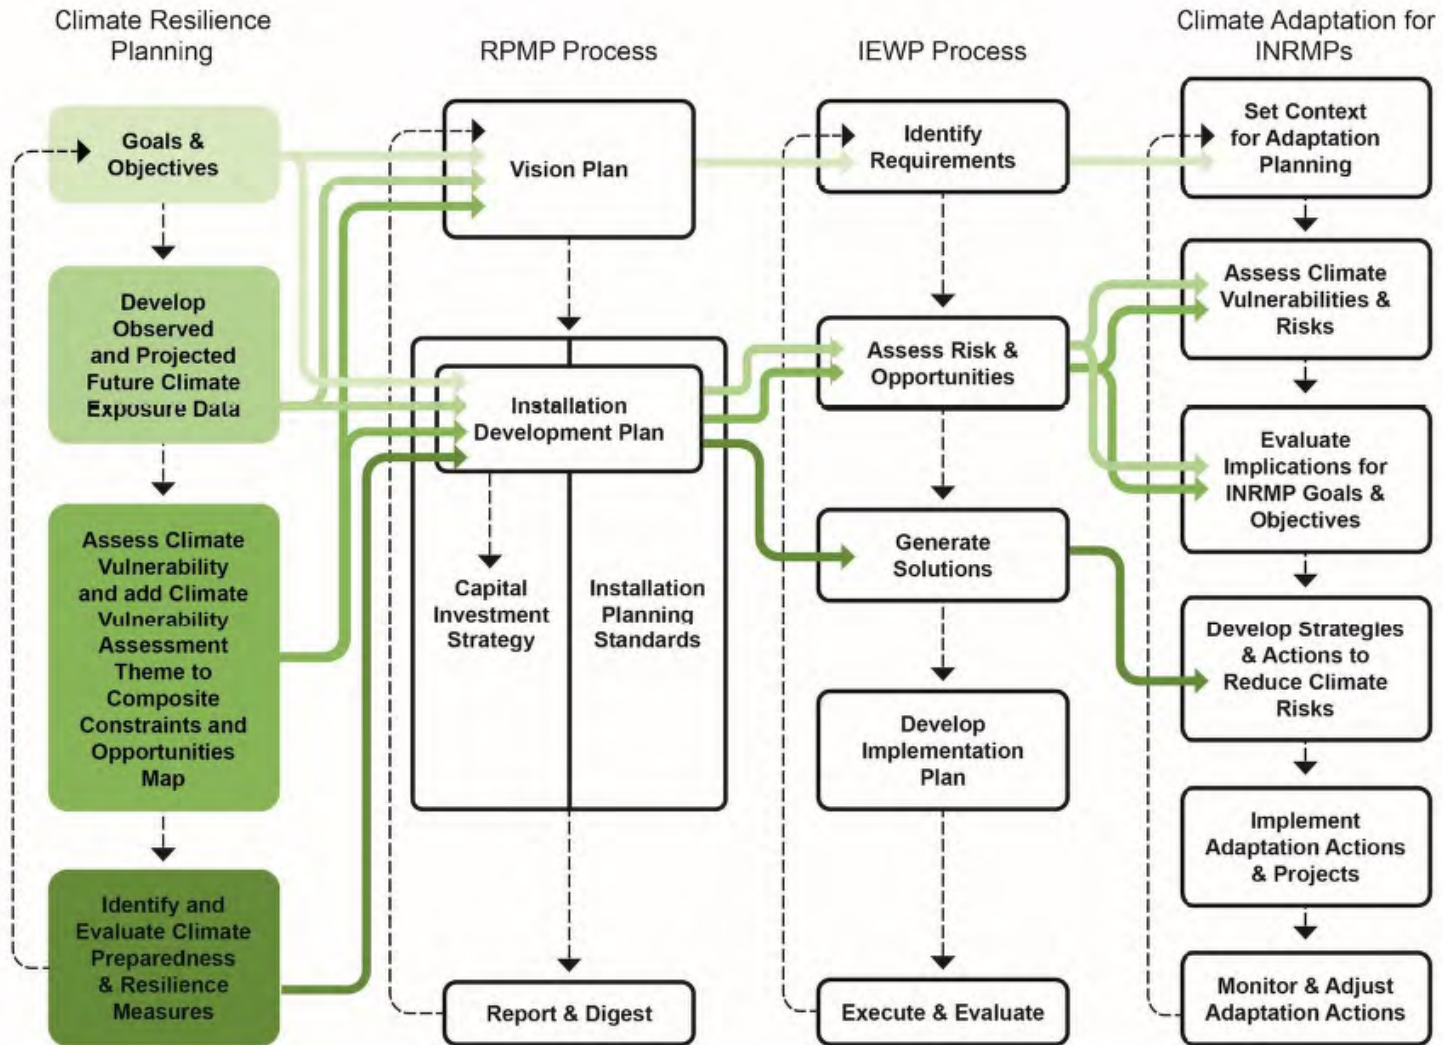 Climate Resilience
Planning
Goals &
Objectives
Develop
Observed
and Projected
Future Climate
Exposure Data
Assess Climate
Vulnerability
and add Climate
Vulnerability
Assessment
Theme to
Composite
Constraints and
Opportunities
Map
Identify and
Evaluate Climate
Preparedness
& Resilience
Measures
RPMP Process
Vision Plan
Installation
Development Plan
Capital
Investment
Strategy
Installation
Planning
Standards
Report & Digest
IEWP Process
Identify
Requirements
Assess Risk &
Opportunities
Generate
Solutions
Develop
Implementation
Plan
Execute & Evaluate
Climate Adaptation for
INRMPs
Set Context
for Adaptation
Planning
Assess Climate
Vulnerabilities &
Risks
Evaluate
Implications for
INRMP Goals &
Objectives
Develop Strategies
& Actions to
Reduce Climate
Risks
Implement
Adaptation Actions
& Projects
Monitor & Adjust
Adaptation Actions